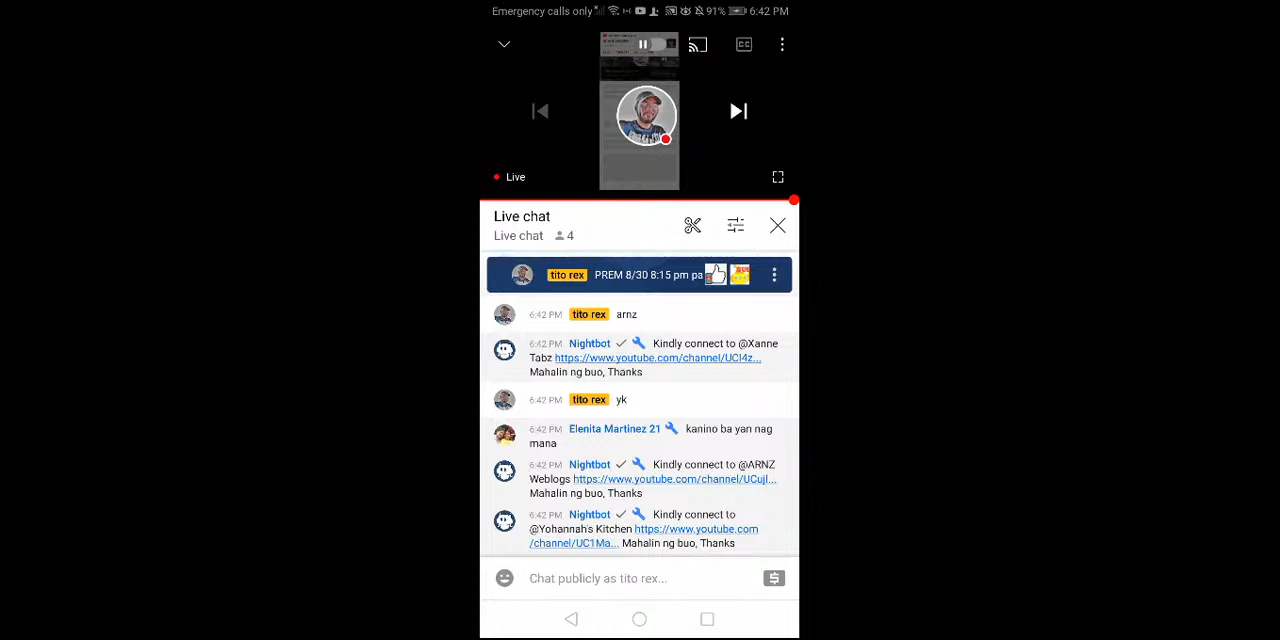 Emergency calls only 91% 6:42 PM
CC
Live
Live chat
Live chat 4
tito rex PREM 8/30 8:15 pm pa
6:42 PM tito rex arnz
6:42 PM Nightbot Kindly connect to @Xanne
Tabz https://www.youtube.com/channel/UCI4z...
Mahalin ng buo, Thanks
6:42 PM tito rex yk
6:42 PM Elenita Martinez 21 kanino ba yan nag
mana
6:42 PM Nightbot Kindly connect to @ARNZ
Weblogs https://www.youtube.com/channel/UCujI...
Mahalin ng buo, Thanks
6:42 PM Nightbot Kindly connect to
@Yohannah's Kitchen https://www.youtube.com
/channel/UC1Ma... Mahalin ng buo, Thanks
Chat publicly as tito rex...